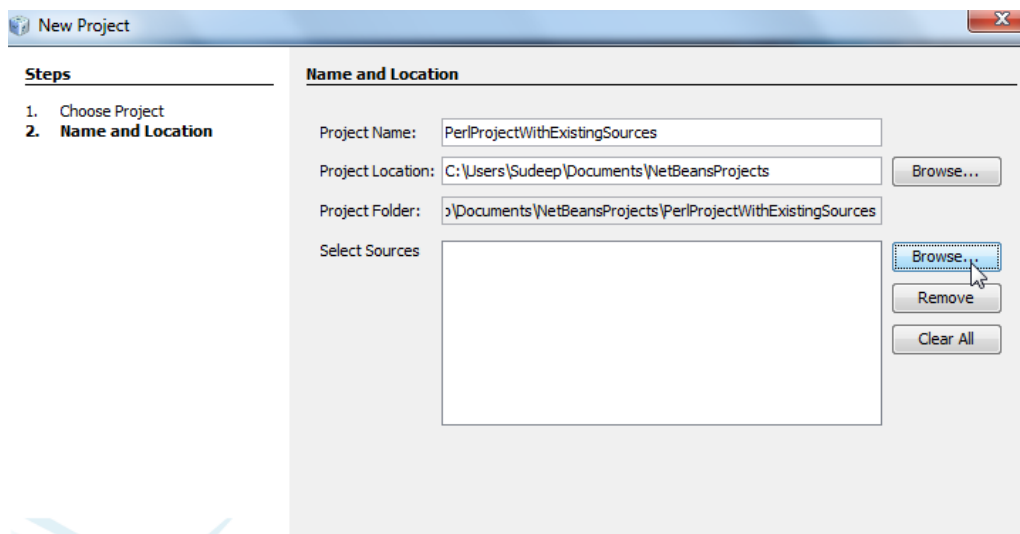 New Project
Steps
1. Choose Project
2. Name and Location
Name and Location
Project Name: PerlProjectWithExistingSources
Project Location: C:\Users\Sudeep\Documents\NetBeansProjects Browse...
Project Folder: \Documents\NetBeansProjects\PerlProjectWithExistingSources
Select Sources
Browse...
Remove
Clear All